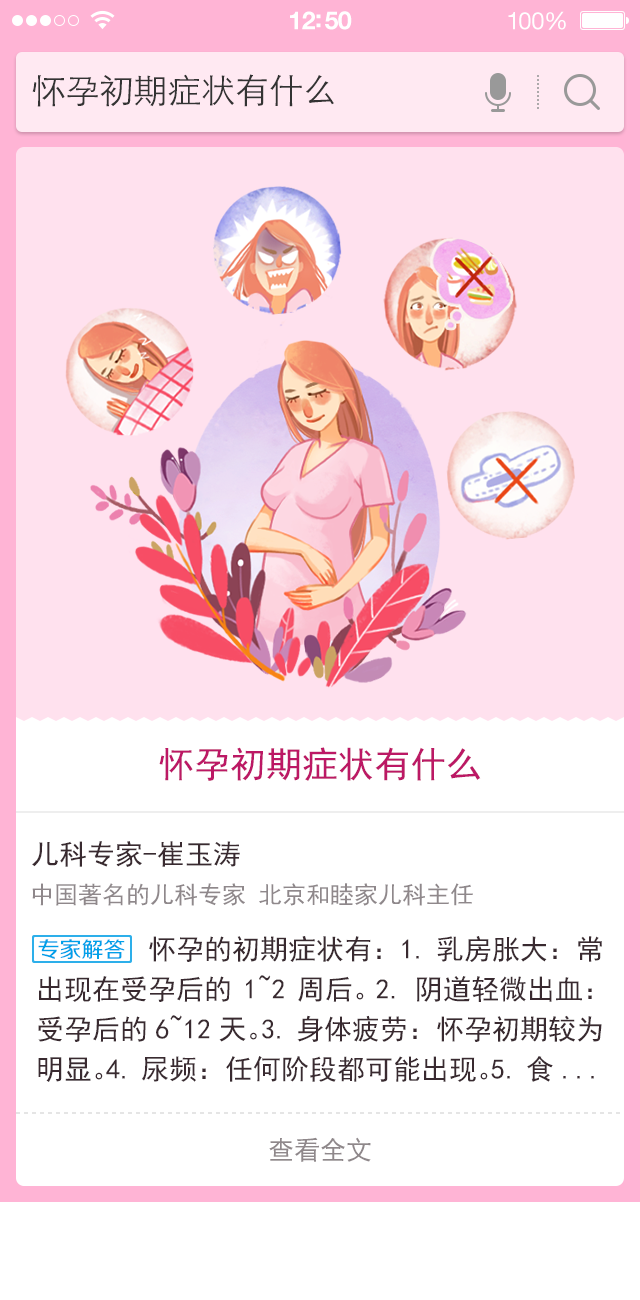 12:50
100%
怀孕初期症状有什么
怀孕初期症状有什么
儿科专家-崔玉涛
中国著名的儿科专家 北京和睦家儿科主任
专家解答 怀孕的初期症状有：1. 乳房胀大：常
出现在受孕后的 1~2 周后。2. 阴道轻微出血：
受孕后的6~12 天。3. 身体疲劳：怀孕初期较为
明显。4. 尿频：任何阶段都可能出现。5. 食 ...
查看全文